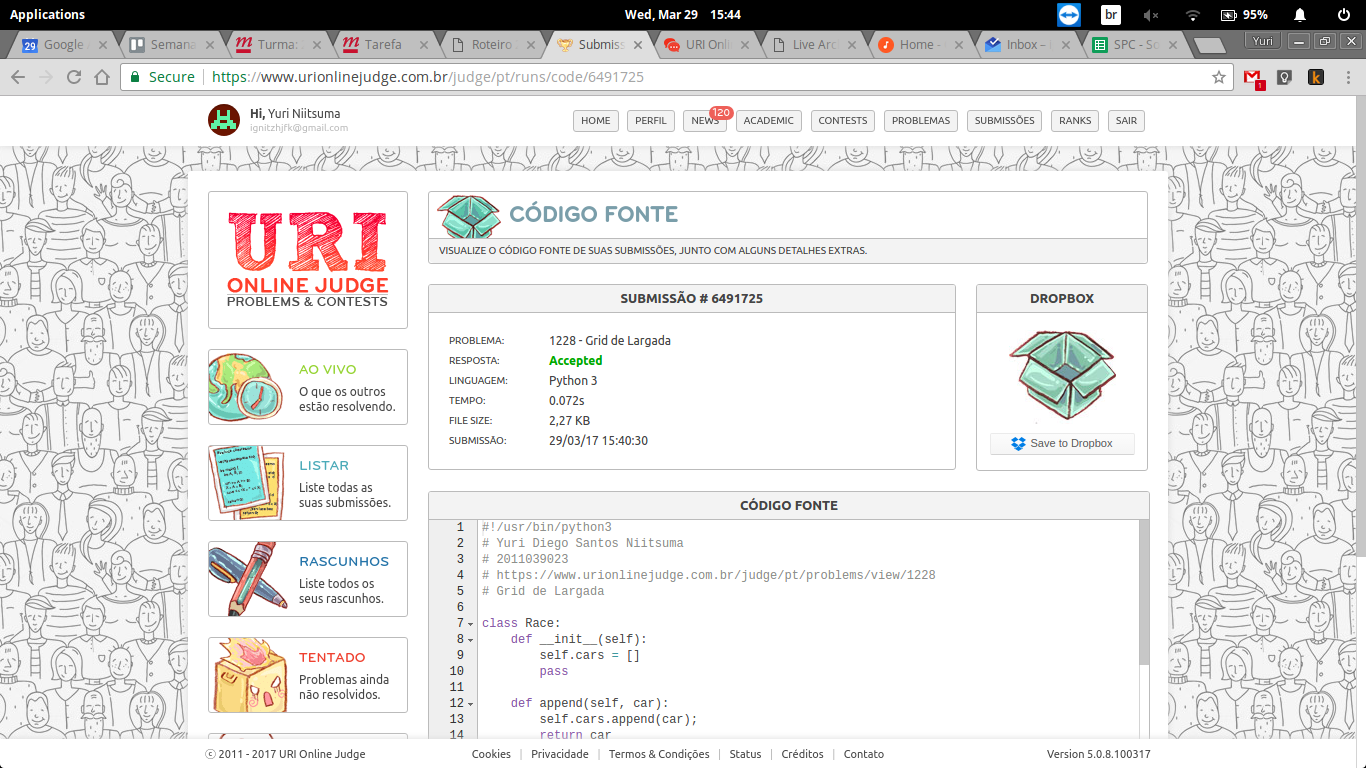 Applications
Wed, Mar 29 15:44
br
95%
Google
Semana
Turma:
Tarefa
Roteiro
Submiss
URI Onli
Live Arc
Home -
Inbox –
SPC - So
Yuri
Secure
https://www.urionlinejudge.com.br/judge/pt/runs/code/6491725
Hi, Yuri Niitsuma
ignitzhjfk@gmail.com
HOME
PERFIL
NEWS
120
ACADEMIC
CONTESTS
PROBLEMAS
SUBMISSÕES
RANKS
SAIR
URI
ONLINE JUDGE
PROBLEMS & CONTESTS
AO VIVO
O que os outros
estão resolvendo.
LISTAR
Liste todas as
suas submissões.
RASCUNHOS
Liste todos os
seus rascunhos.
TENTADO
Problemas ainda
não resolvidos.
CÓDIGO FONTE
VISUALIZE O CÓDIGO FONTE DE SUAS SUBMISSÕES, JUNTO COM ALGUNS DETALHES EXTRAS.
SUBMISSÃO # 6491725
PROBLEMA: 1228 - Grid de Largada
RESPOSTA: Accepted
LINGUAGEM: Python 3
TEMPO: 0.072s
FILE SIZE: 2,27 KB
SUBMISSÃO: 29/03/17 15:40:30
DROPBOX
Save to Dropbox
CÓDIGO FONTE
1 #!/usr/bin/python3
2 # Yuri Diego Santos Niitsuma
3 # 2011039023
4 # https://www.urionlinejudge.com.br/judge/pt/problems/view/1228
5 # Grid de Largada
6
7 class Race:
8 def __init__(self):
9 self.cars = []
10 pass
11
12 def append(self, car):
13 self.cars.append(car);
14 return car
© 2011 - 2017 URI Online Judge
Cookies | Privacidade | Termos & Condições | Status | Créditos | Contato
Version 5.0.8.100317